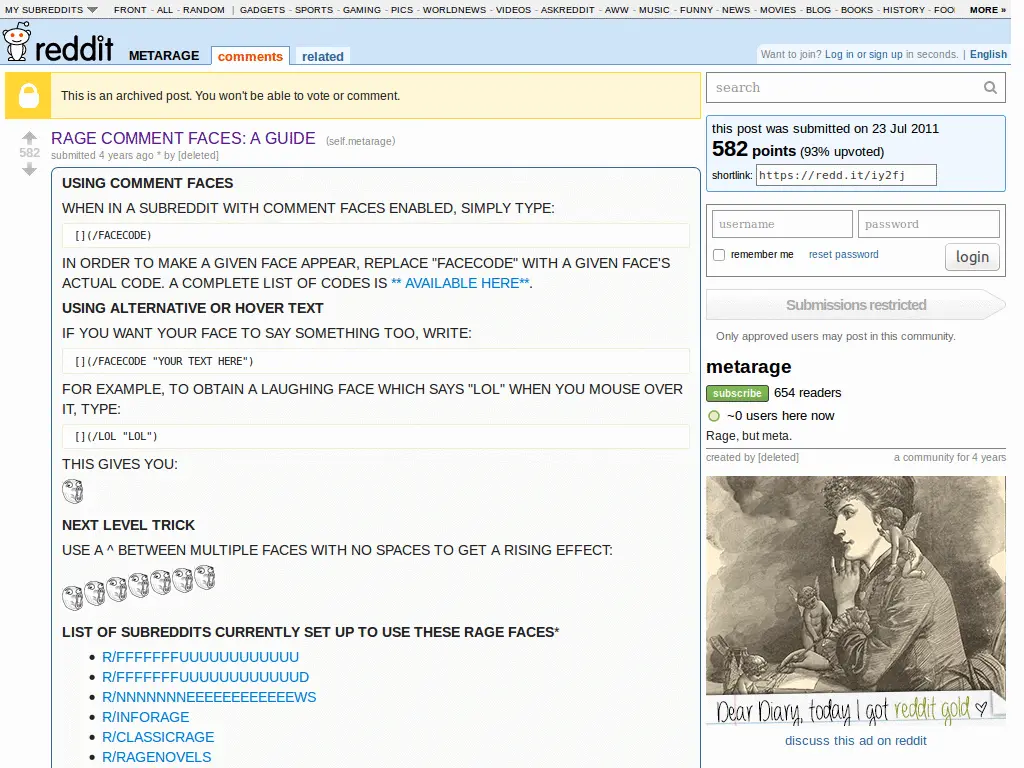 MY SUBREDDITS FRONT - ALL - RANDOM | GADGETS - SPORTS - GAMING - PICS - WORLDNEWS - VIDEOS - ASKREDDIT - AWW - MUSIC - FUNNY - NEWS - MOVIES - BLOG - BOOKS - HISTORY - FOO MORE »
reddit METARAGE comments related
Want to join? Log in or sign up in seconds. | English
This is an archived post. You won't be able to vote or comment.
582
RAGE COMMENT FACES: A GUIDE (self.metarage)
submitted 4 years ago * by [deleted]
USING COMMENT FACES
WHEN IN A SUBREDDIT WITH COMMENT FACES ENABLED, SIMPLY TYPE:
[](/FACECODE)
IN ORDER TO MAKE A GIVEN FACE APPEAR, REPLACE "FACECODE" WITH A GIVEN FACE'S
ACTUAL CODE. A COMPLETE LIST OF CODES IS ** AVAILABLE HERE**.
USING ALTERNATIVE OR HOVER TEXT
IF YOU WANT YOUR FACE TO SAY SOMETHING TOO, WRITE:
[](/FACECODE "YOUR TEXT HERE")
FOR EXAMPLE, TO OBTAIN A LAUGHING FACE WHICH SAYS "LOL" WHEN YOU MOUSE OVER
IT, TYPE:
[](/LOL "LOL")
THIS GIVES YOU:
NEXT LEVEL TRICK
USE A ^ BETWEEN MULTIPLE FACES WITH NO SPACES TO GET A RISING EFFECT:
LIST OF SUBREDDITS CURRENTLY SET UP TO USE THESE RAGE FACES*
R/FFFFFFFUUUUUUUUUUUU
R/FFFFFFFUUUUUUUUUUUUD
R/NNNNNNNEEEEEEEEEEEEWS
R/INFORAGE
R/CLASSICRAGE
R/RAGENOVELS
search
this post was submitted on 23 Jul 2011
582 points (93% upvoted)
shortlink: https://redd.it/iy2fj
username password
remember me reset password login
Submissions restricted
Only approved users may post in this community.
metarage
subscribe 654 readers
~0 users here now
Rage, but meta.
created by [deleted] a community for 4 years
Dear Diary, today I got reddit gold
discuss this ad on reddit